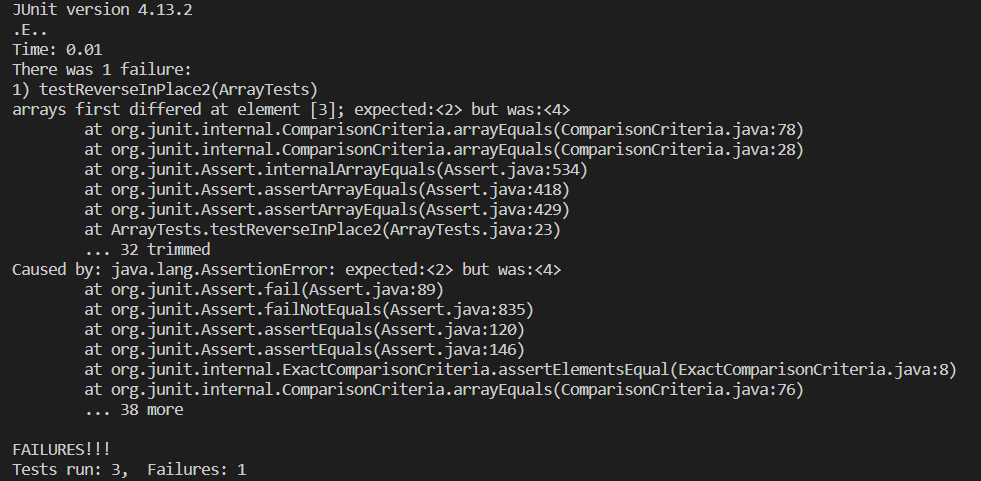 JUnit version 4.13.2
.E..
Time: 0.01
There was 1 failure:
1) testReverseInPlace2(ArrayTests)
arrays first differed at element [3]; expected:<2> but was:<4>
        at org.junit.internal.ComparisonCriteria.arrayEquals(ComparisonCriteria.java:78)
        at org.junit.internal.ComparisonCriteria.arrayEquals(ComparisonCriteria.java:28)
        at org.junit.Assert.internalArrayEquals(Assert.java:534)
        at org.junit.Assert.assertArrayEquals(Assert.java:418)
        at org.junit.Assert.assertArrayEquals(Assert.java:429)
        at ArrayTests.testReverseInPlace2(ArrayTests.java:23)
        ... 32 trimmed
Caused by: java.lang.AssertionError: expected:<2> but was:<4>
        at org.junit.Assert.fail(Assert.java:89)
        at org.junit.Assert.failNotEquals(Assert.java:835)
        at org.junit.Assert.assertEquals(Assert.java:120)
        at org.junit.Assert.assertEquals(Assert.java:146)
        at org.junit.internal.ExactComparisonCriteria.assertElementsEqual(ExactComparisonCriteria.java:8)
        at org.junit.internal.ComparisonCriteria.arrayEquals(ComparisonCriteria.java:76)
        ... 38 more

FAILURES!!!
Tests run: 3,  Failures: 1